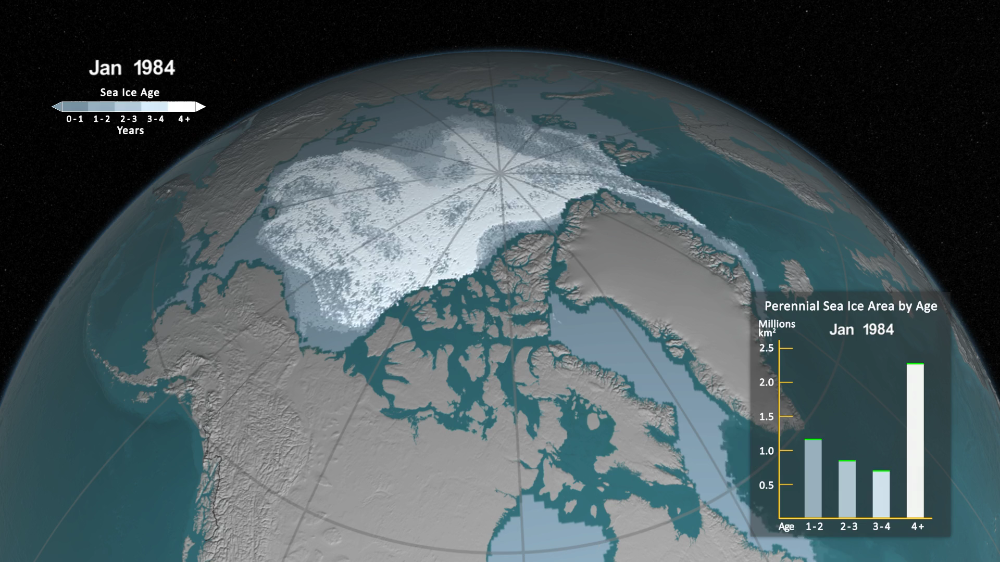 Jan 1984
Sea Ice Age
0-1 1-2 2-3 3-4 4+
Years
Perennial Sea Ice Area by Age
Millions
km²
Jan 1984
2.5
2.0
1.5
1.0
0.5
Age 1-2 2-3 3-4 4+